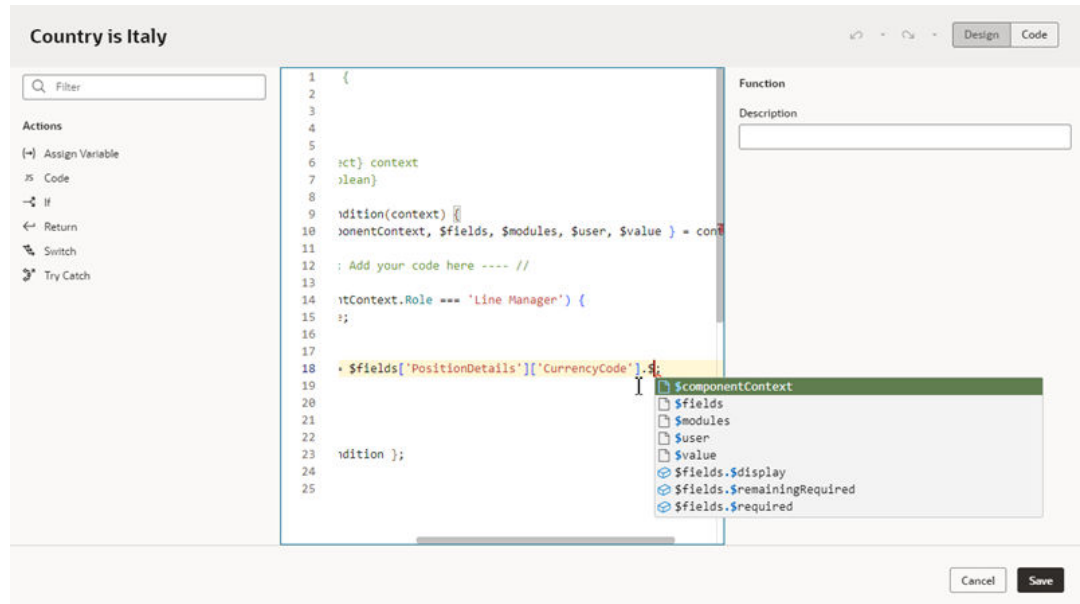 Country is Italy
Design
Code
Filter
Actions
Assign Variable
JS Code
If
Return
Switch
Try Catch
1 {
2
3
4
5
6 ect} context
7 olean}
8
9 ndition(context) {
10 ponentContext, $fields, $modules, $user, $value } = cont
11
12 : Add your code here ---- //
13
14 ntContext.Role === 'Line Manager') {
15 e;
16
17
18 = $fields['PositionDetails']['CurrencyCode'].$;
19
20
21
22
23 ndition };
24
25
$componentContext
$fields
$modules
$user
$value
$fields.$display
$fields.$remainingRequired
$fields.$required
Function
Description
Cancel
Save